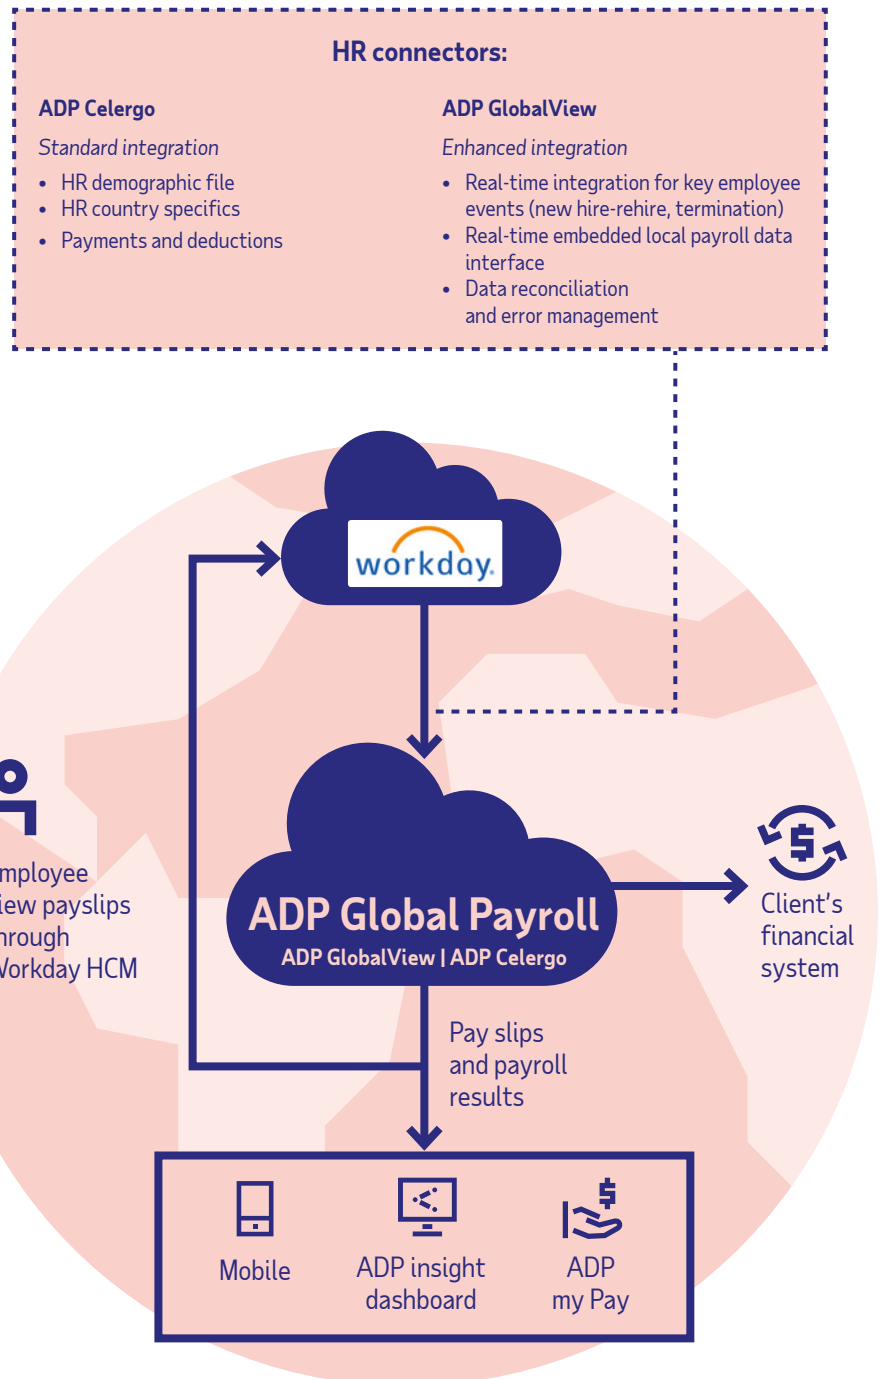 HR connectors:
ADP Celergo
Standard integration
• HR demographic file
• HR country specifics
• Payments and deductions
ADP GlobalView
Enhanced integration
• Real-time integration for key employee
events (new hire-rehire, termination)
• Real-time embedded local payroll data
interface
• Data reconciliation
and error management
workday.
mployee
iew payslips
hrough
Workday HCM
ADP Global Payroll
ADP GlobalView | ADP Celergo
Client's
financial
system
Pay slips
and payroll
results
Mobile
ADP insight
dashboard
ADP
my Pay